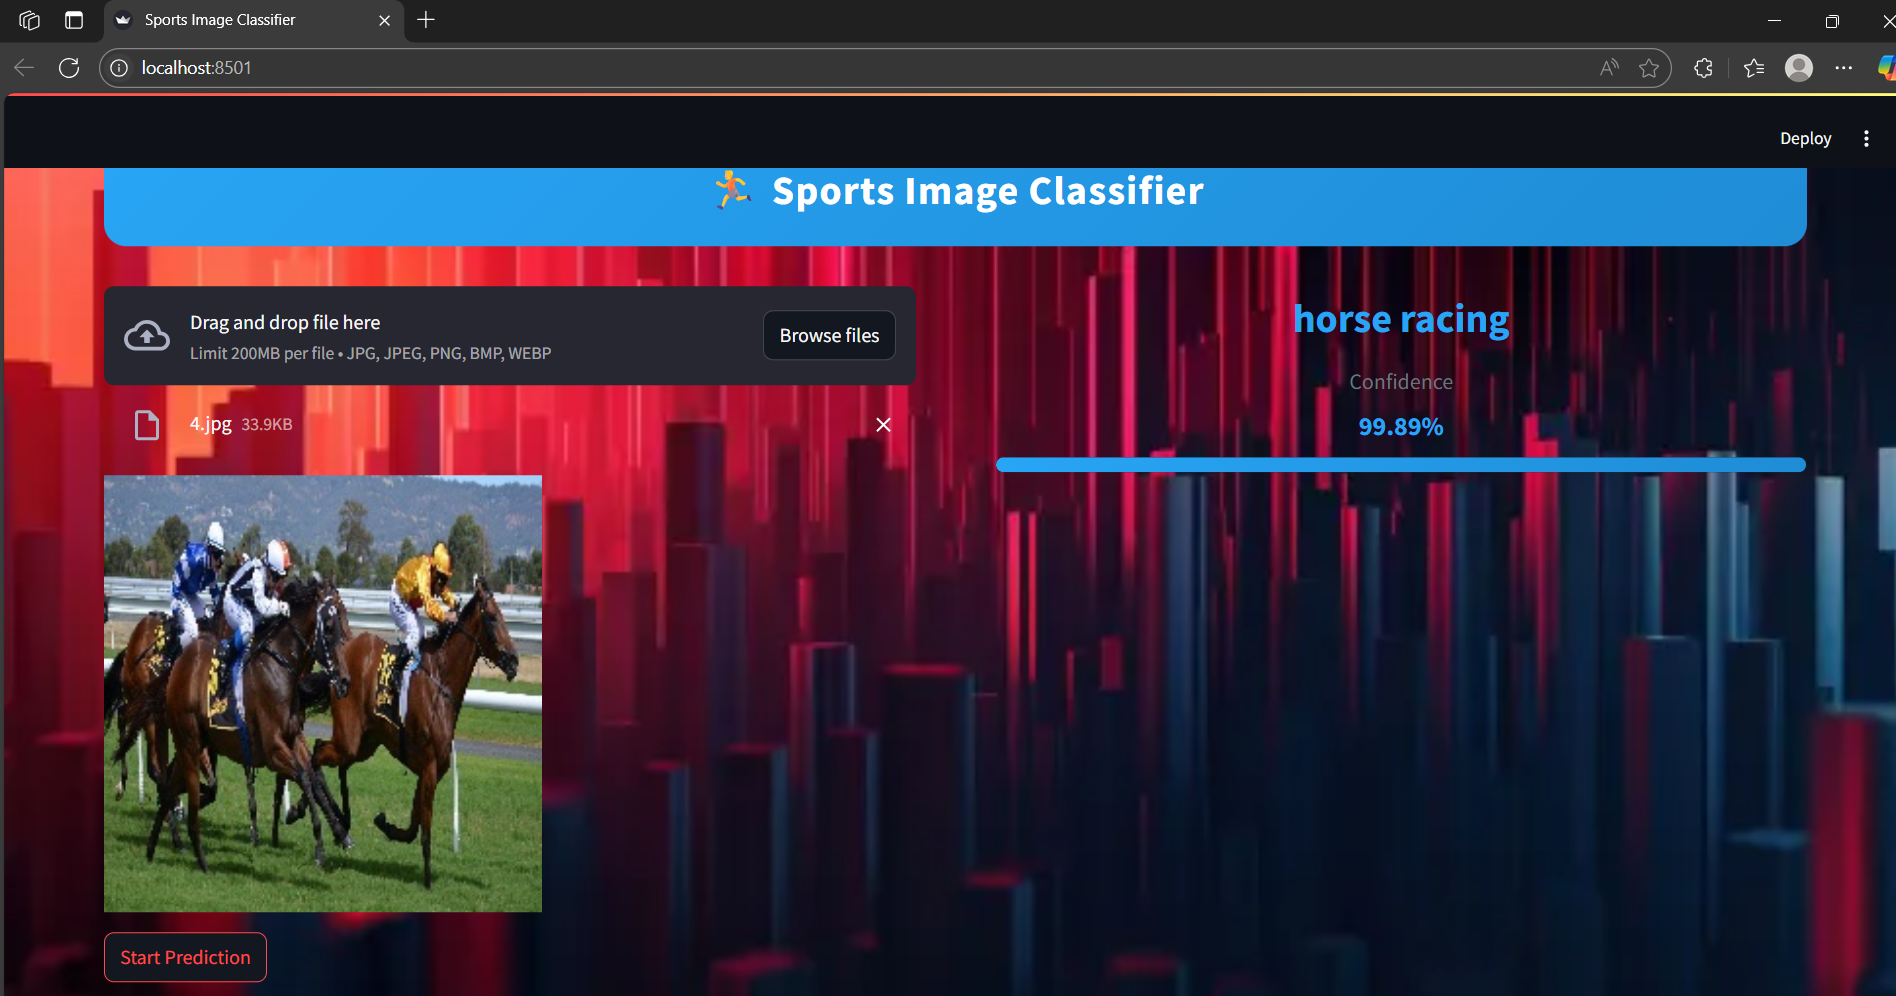 Sports Image Classifier
localhost:8501
Deploy
Sports Image Classifier
Drag and drop file here
Limit 200MB per file • JPG, JPEG, PNG, BMP, WEBP
Browse files
4.jpg 33.9KB
Start Prediction
horse racing
Confidence
99.89%